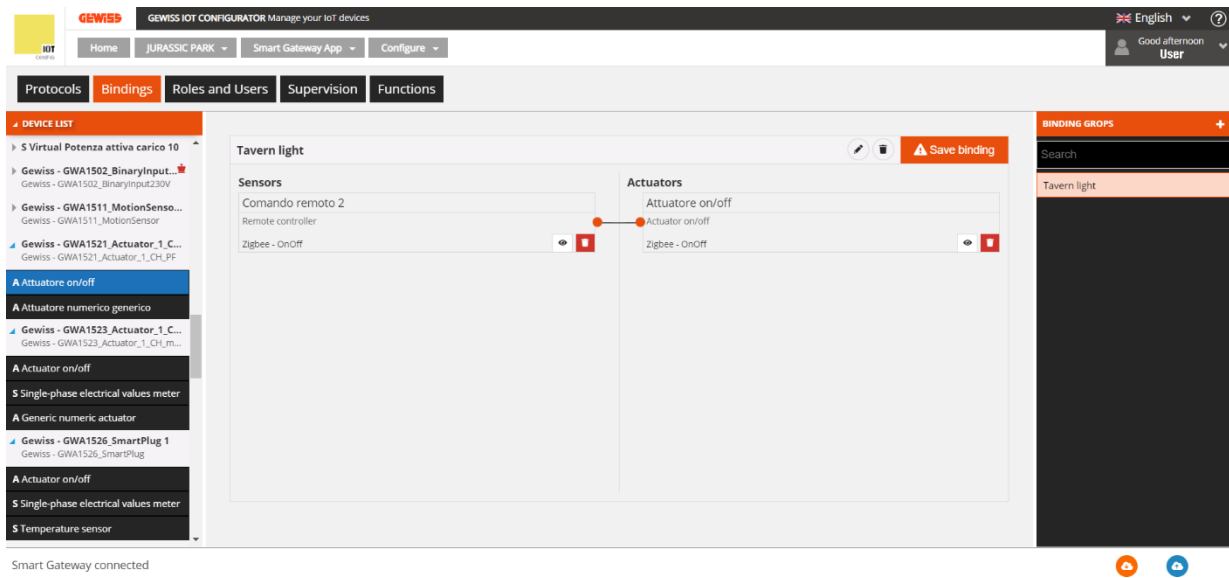 GEWISS
GEWISS IOT CONFIGURATOR Manage your IoT devices
English
?
IOT
Home
JURASSIC PARK
Smart Gateway App
Configure
Good afternoon
User
Protocols
Bindings
Roles and Users
Supervision
Functions
DEVICE LIST
S Virtual Potenza attiva carico 10
Gewiss - GWA1502_BinaryInput...
Gewiss - GWA1502_BinaryInput230V
Gewiss - GWA1511_MotionSenso...
Gewiss - GWA1511_MotionSensor
Gewiss - GWA1521_Actuator_1_C...
Gewiss - GWA1521_Actuator_1_CH_PF
A Attuatore on/off
A Attuatore numerico generico
Gewiss - GWA1523_Actuator_1_C...
Gewiss - GWA1523_Actuator_1_CH_m...
A Actuator on/off
S Single-phase electrical values meter
A Generic numeric actuator
Gewiss - GWA1526_SmartPlug 1
Gewiss - GWA1526_SmartPlug
A Actuator on/off
S Single-phase electrical values meter
S Temperature sensor
Tavern light
Save binding
Sensors
Comando remoto 2
Remote controller
Zigbee - OnOff
Actuators
Attuatore on/off
Actuator on/off
Zigbee - OnOff
BINDING GROPS
+
Search
Tavern light
Smart Gateway connected